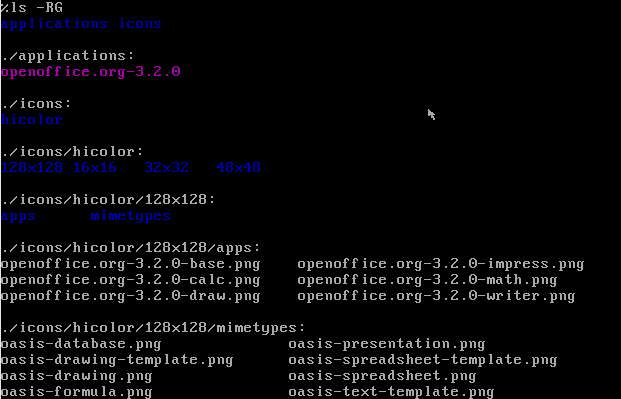 %ls -RG
applications icons
./applications:
openoffice.org-3.2.0
./icons:
hicolor
./icons/hicolor:
128x128 16x16 32x32 48x48
./icons/hicolor/128x128:
apps mimetypes
./icons/hicolor/128x128/apps:
openoffice.org-3.2.0-base.png openoffice.org-3.2.0-impress.png
openoffice.org-3.2.0-calc.png openoffice.org-3.2.0-math.png
openoffice.org-3.2.0-draw.png openoffice.org-3.2.0-writer.png
./icons/hicolor/128x128/mimetypes:
oasis-database.png oasis-presentation.png
oasis-drawing-template.png oasis-spreadsheet-template.png
oasis-drawing.png oasis-spreadsheet.png
oasis-formula.png oasis-text-template.png